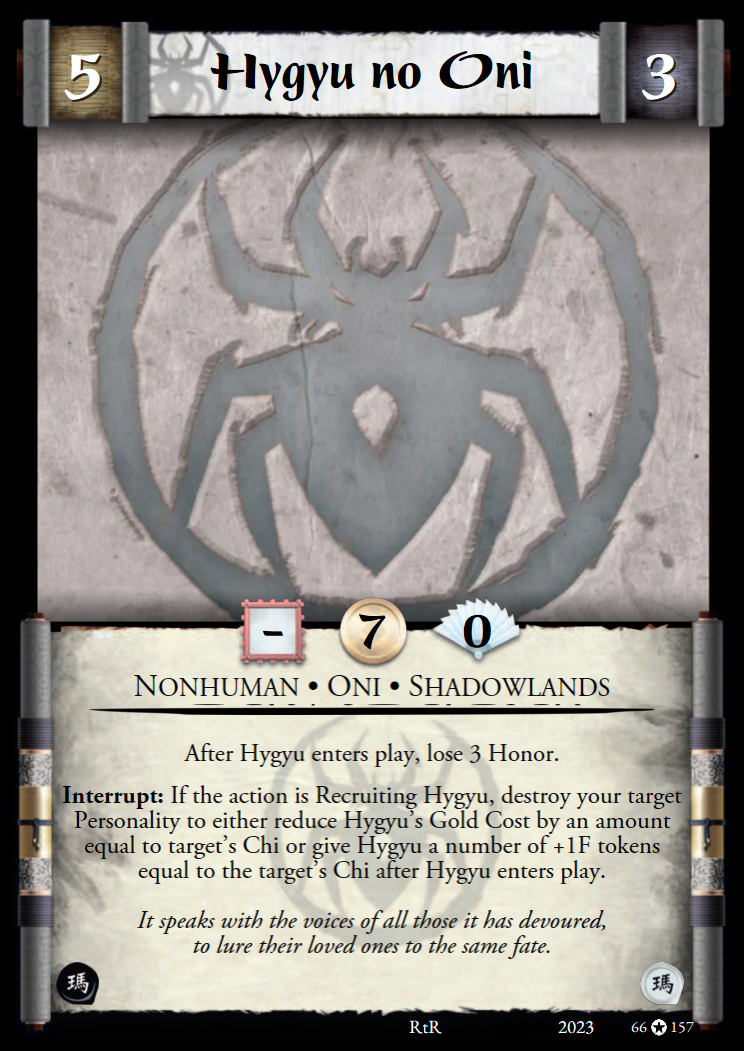 5 Hygyu no Oni 3
- 7 0
NONHUMAN • ONI • SHADOWLANDS
After Hygyu enters play, lose 3 Honor.
Interrupt: If the action is Recruiting Hygyu, destroy your target
Personality to either reduce Hygyu's Gold Cost by an amount
equal to target's Chi or give Hygyu a number of +1F tokens
equal to the target's Chi after Hygyu enters play.
It speaks with the voices of all those it has devoured,
to lure their loved ones to the same fate.
瑪 瑪
RtR 2023 66 ✪ 157